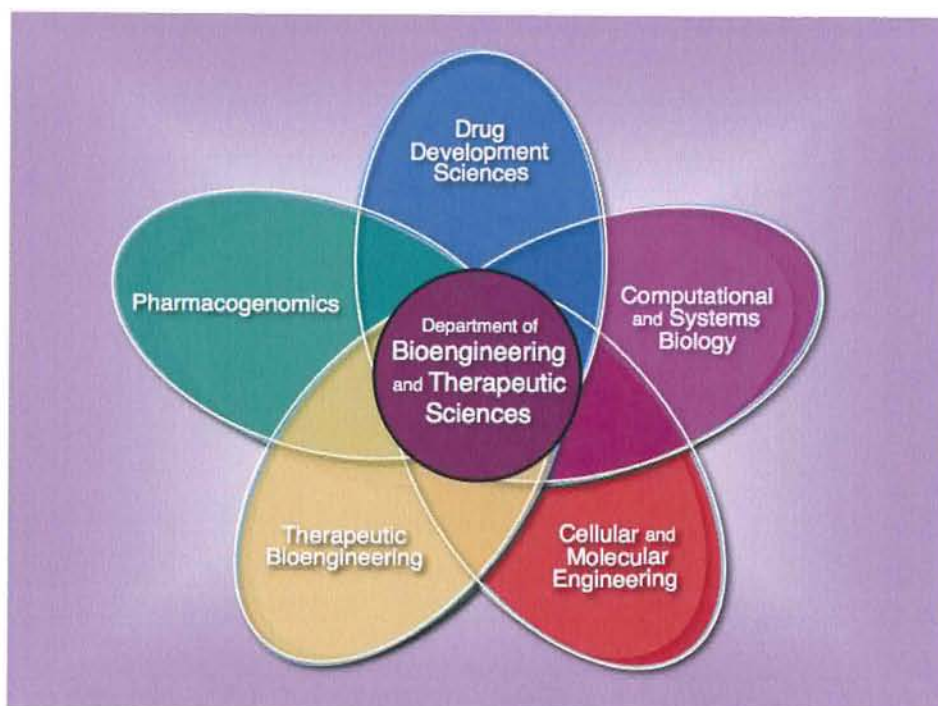 Drug
Development
Sciences
Pharmacogenomics
Computational
and Systems
Biology
Department of
Bioengineering
and Therapeutic
Sciences
Therapeutic
Bioengineering
Cellular and
Molecular
Engineering